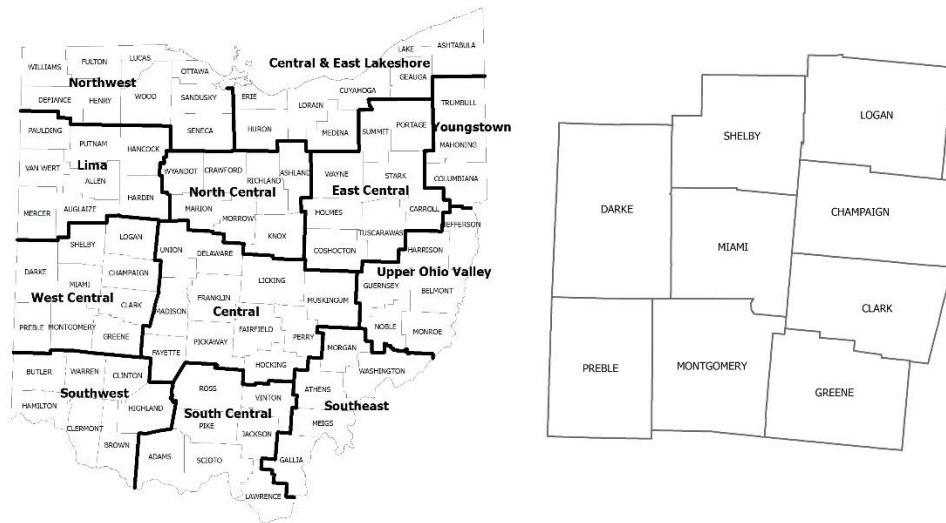 LAKE
ASHTABULA
GEAUGA
Central & East Lakeshore
CUYAHOGA
ERIE
LORAIN
HURON
MEDINA
WILLIAMS
FULTON
LUCAS
OTTAWA
Northwest
DEFIANCE
HENRY
WOOD
SANDUSKY
SENECA
TRUMBULL
Youngstown
MAHONING
COLUMBIANA
SUMMIT
PORTAGE
WAYNE
STARK
East Central
HOLMES
CARROLL
TUSCARAWAS
COSHOCTON
PAULDING
PUTNAM
HANCOCK
VAN WERT
Lima
ALLEN
HARDIN
MERCER
AUGLAIZE
WYANDOT
CRAWFORD
RICHLAND
ASHLAND
North Central
MARION
MORROW
KNOX
JEFFERSON
HARRISON
Upper Ohio Valley
GUERNSEY
BELMONT
NOBLE
MONROE
LOGAN
SHELBY
DARKE
CHAMPAIGN
MIAMI
West Central
CLARK
PREBLE
MONTGOMERY
GREENE
UNION
DELAWARE
LICKING
FRANKLIN
MUSKINGUM
MADISON
Central
FAIRFIELD
PERRY
PICKAWAY
FAYETTE
HOCKING
BUTLER
WARREN
CLINTON
Southwest
HAMILTON
HIGHLAND
CLERMONT
BROWN
ROSS
VINTON
South Central
PIKE
JACKSON
ADAMS
SCIOTO
MORGAN
WASHINGTON
ATHENS
Southeast
MEIGS
GALLIA
LAWRENCE
LOGAN
SHELBY
DARKE
CHAMPAIGN
MIAMI
CLARK
PREBLE
MONTGOMERY
GREENE